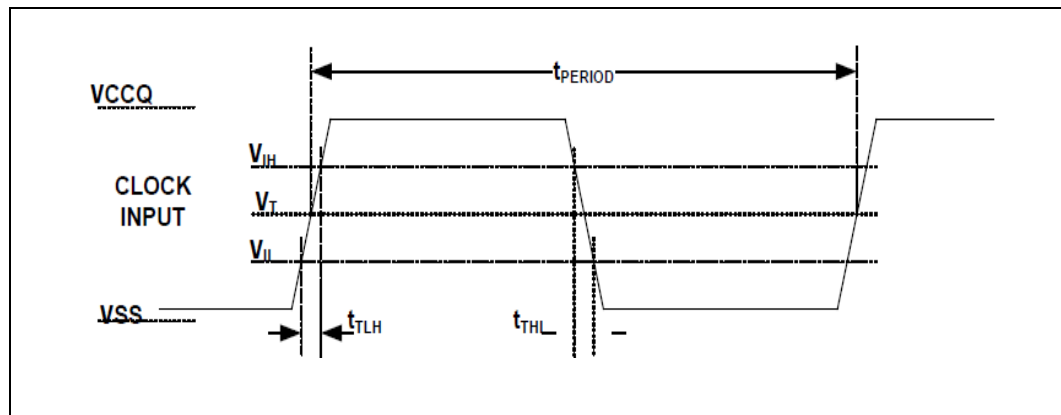 tPERIOD
VCCQ
VIH
CLOCK
INPUT
VT
VIL
VSS
tTLH
tTHL